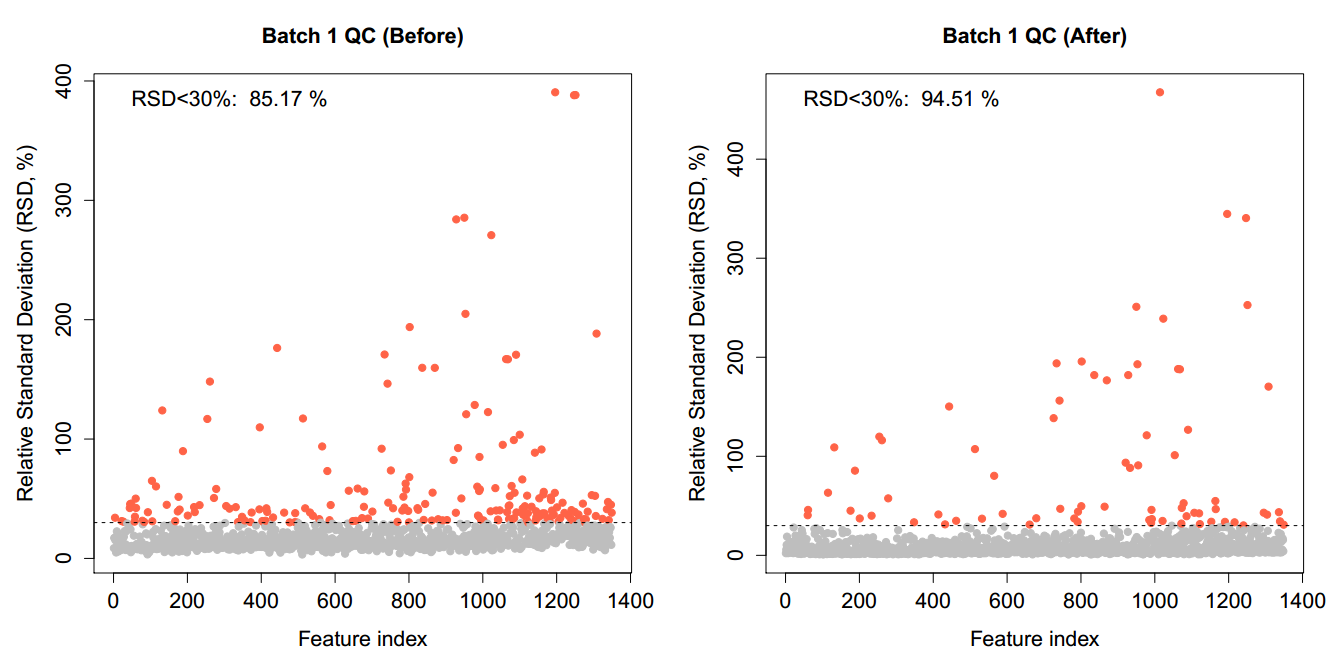 Batch 1 QC (Before)
RSD<30%:  85.17 %
Relative Standard Deviation (RSD, %)
400
300
200
100
0
0 200 400 600 800 1000 1200 1400
Feature index
Batch 1 QC (After)
RSD<30%:  94.51 %
Relative Standard Deviation (RSD, %)
400
300
200
100
0
0 200 400 600 800 1000 1200 1400
Feature index